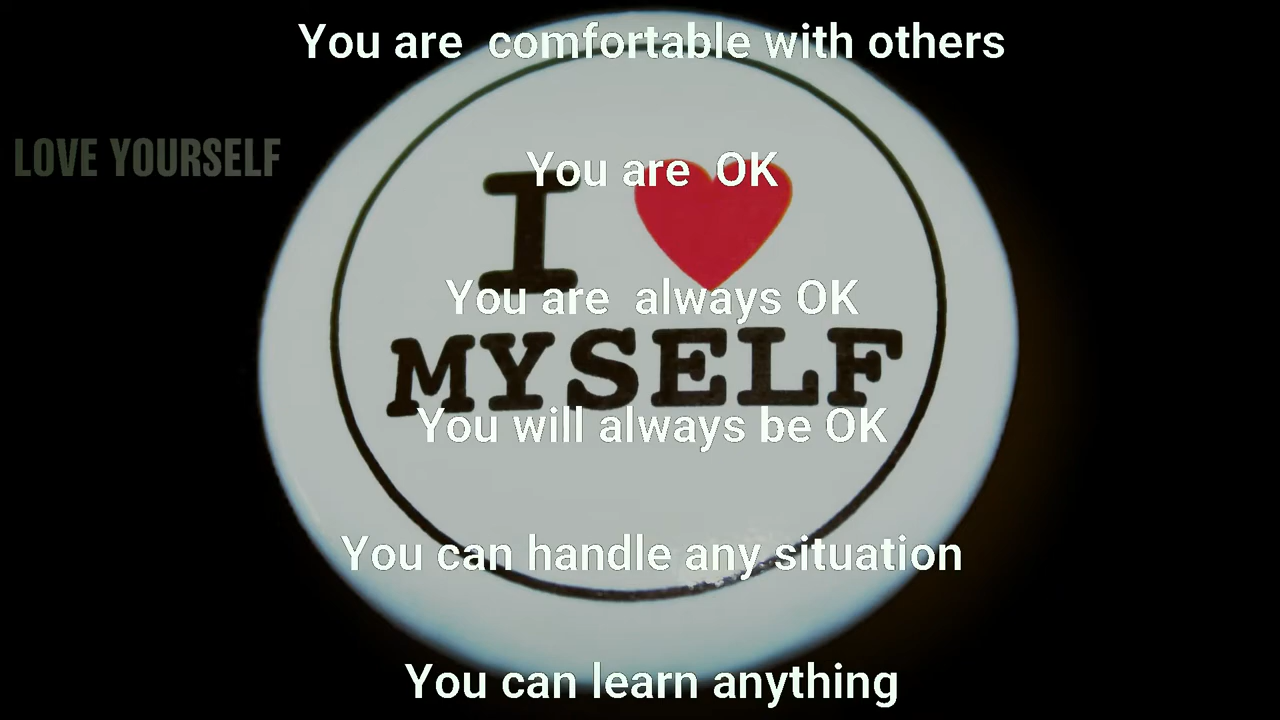 You are  comfortable with others
LOVE YOURSELF
You are  OK
I ❤
You are  always OK
MYSELF
You will always be OK
You can handle any situation
You can learn anything